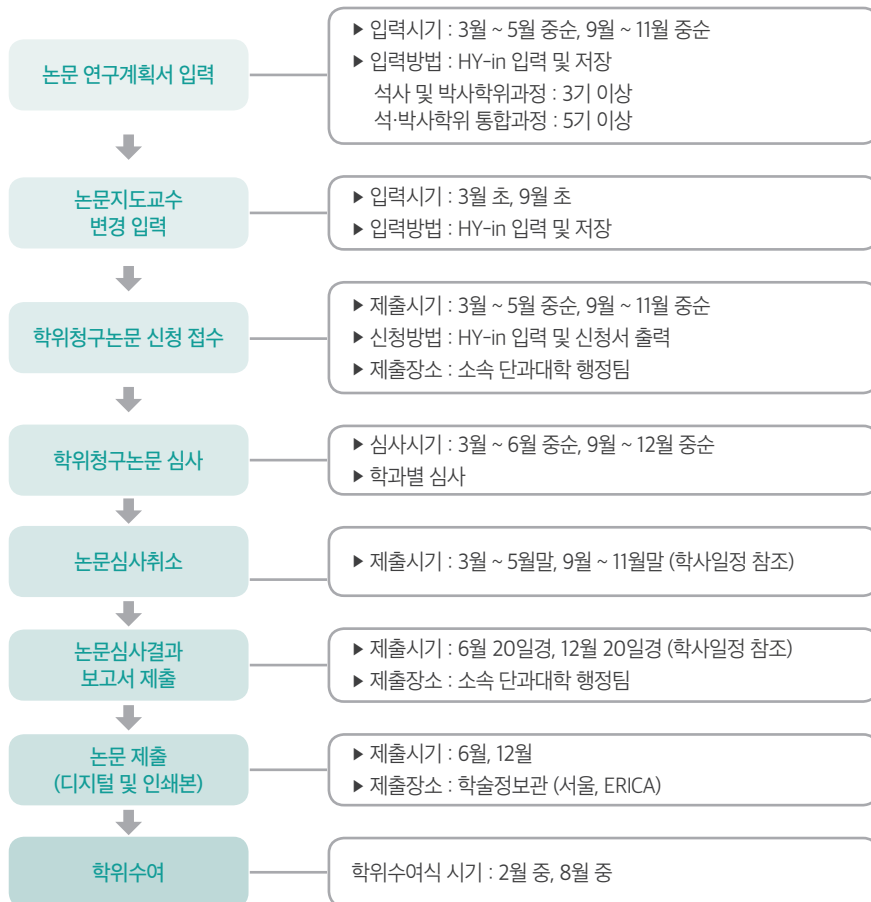 논문 연구계획서 입력
▶ 입력시기 : 3월 ~ 5월 중순, 9월 ~ 11월 중순
▶ 입력방법 : HY-in 입력 및 저장
석사 및 박사학위과정 : 3기 이상
석·박사학위 통합과정 : 5기 이상
논문지도교수
변경 입력
▶ 입력시기 : 3월 초, 9월 초
▶ 입력방법 : HY-in 입력 및 저장
학위청구논문 신청 접수
▶ 제출시기 : 3월 ~ 5월 중순, 9월 ~ 11월 중순
▶ 신청방법 : HY-in 입력 및 신청서 출력
▶ 제출장소 : 소속 단과대학 행정팀
학위청구논문 심사
▶ 심사시기 : 3월 ~ 6월 중순, 9월 ~ 12월 중순
▶ 학과별 심사
논문심사취소
▶ 제출시기 : 3월 ~ 5월말, 9월 ~ 11월말 (학사일정 참조)
논문심사결과
보고서 제출
▶ 제출시기 : 6월 20일경, 12월 20일경 (학사일정 참조)
▶ 제출장소 : 소속 단과대학 행정팀
논문 제출
(디지털 및 인쇄본)
▶ 제출시기 : 6월, 12월
▶ 제출장소 : 학술정보관 (서울, ERICA)
학위수여
학위수여식 시기 : 2월 중, 8월 중